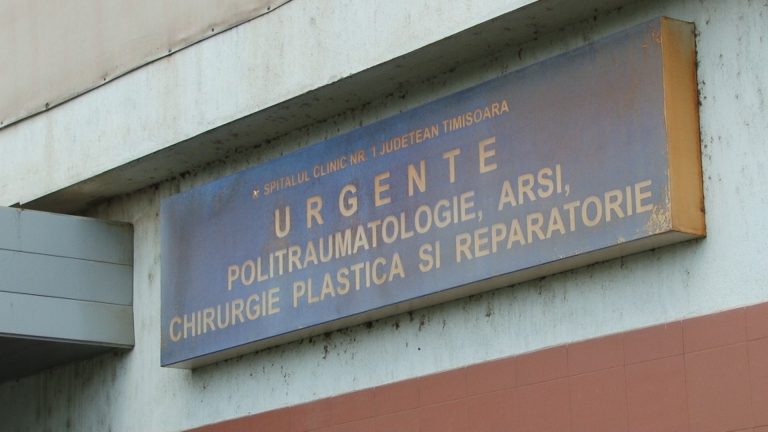 SPITALUL CLINIC NR. 1 JUDETEAN TIMISOARA
URGENTE
POLITRAUMATOLOGIE, ARSI,
CHIRURGIE PLASTICA SI REPARATORIE